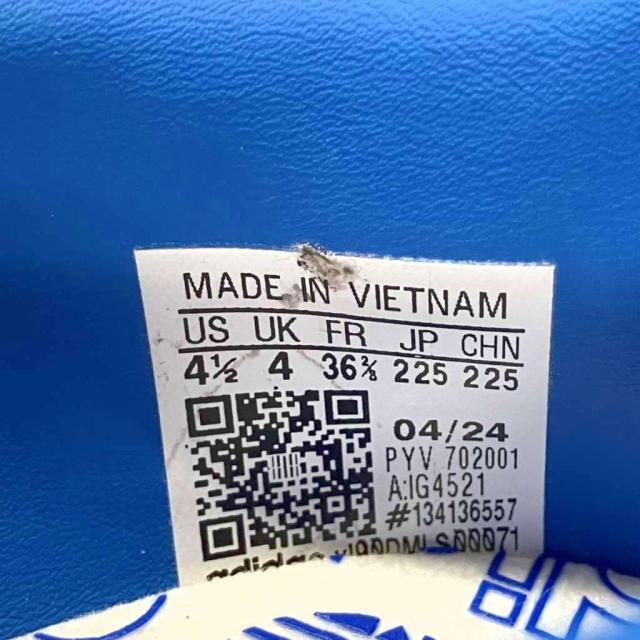 MADE IN VIETNAM
US UK FR JP CHN
4½ 4 36⅔ 225 225
04/24
PYV 702001
A:IG4521
#134136557
adidas